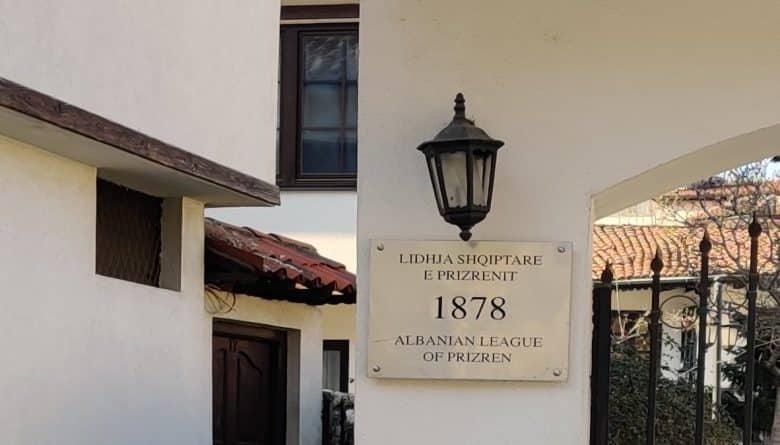 LIDHJA SHQIPTARE
E PRIZRENIT
1878
ALBANIAN LEAGUE
OF PRIZREN